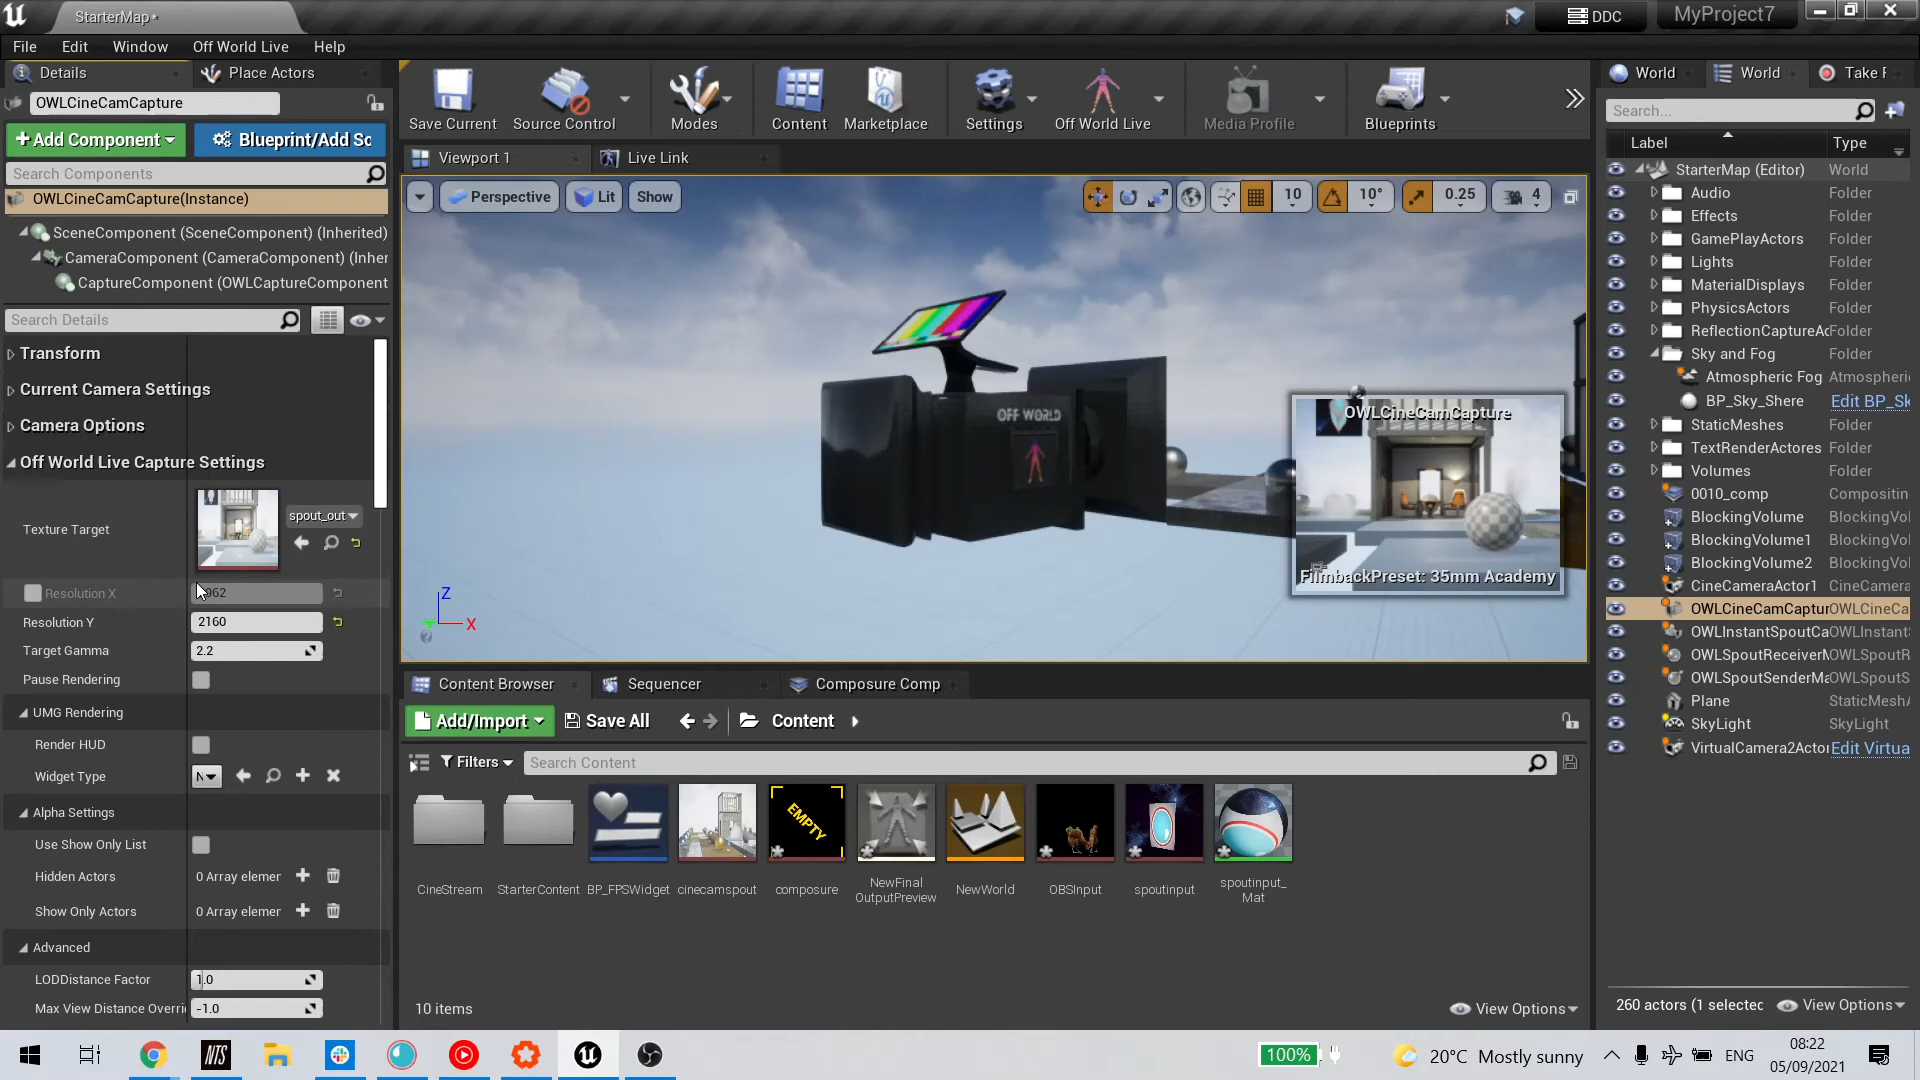 StarterMap*
DDC
MyProject7
File Edit Window Off World Live Help
Details
Place Actors
OWLCineCamCapture
+Add Component
Blueprint/Add Sc
Search Components
OWLCineCamCapture(Instance)
SceneComponent (SceneComponent) (Inherited)
CameraComponent (CameraComponent) (Inher
CaptureComponent (OWLCaptureComponent
Search Details
Transform
Current Camera Settings
Camera Options
Off World Live Capture Settings
Texture Target
spout_out
Resolution X
Resolution Y 2160
Target Gamma 2.2
Pause Rendering
UMG Rendering
Render HUD
Widget Type
Alpha Settings
Use Show Only List
Hidden Actors 0 Array elemer
Show Only Actors 0 Array elemer
Advanced
LODDistance Factor 1.0
Max View Distance Overri -1.0
Save Current
Source Control
Modes
Content
Marketplace
Settings
Off World Live
Media Profile
Blueprints
Viewport 1
Live Link
Perspective Lit Show
10 10° 0.25 4
OFF WORLD
OWLCineCamCapture
FilmbackPreset: 35mm Academy
Z
X
Content Browser
Sequencer
Composure Comp
Add/Import Save All Content
Filters
Search Content
CineStream
StarterContent
BP_FPSWidget
cinecamspout
EMPTY
composure
NewFinal
OutputPreview
NewWorld
OBSInput
spoutinput
spoutinput_
Mat
10 items
View Options
World
World
Take F
Search...
Label Type
StarterMap (Editor) World
Audio Folder
Effects Folder
GamePlayActors Folder
Lights Folder
MaterialDisplays Folder
PhysicsActors Folder
ReflectionCaptureAc Folder
Sky and Fog Folder
Atmospheric Fog Atmospheri
BP_Sky_Shere Edit BP_Sk
StaticMeshes Folder
TextRenderActores Folder
Volumes Folder
0010_comp Compositin
BlockingVolume BlockingVo
BlockingVolume1 BlockingVo
BlockingVolume2 BlockingVo
CineCameraActor1 CineCamera
OWLCineCamCaptur OWLCineCa
OWLInstantSpoutCa OWLInstant
OWLSpoutReceiverM OWLSpoutR
OWLSpoutSenderMa OWLSpoutS
Plane StaticMeshA
SkyLight SkyLight
VirtualCamera2Actor Edit Virtua
260 actors (1 selectec
View Options
NTS
100%
20°C Mostly sunny
ENG
08:22
05/09/2021